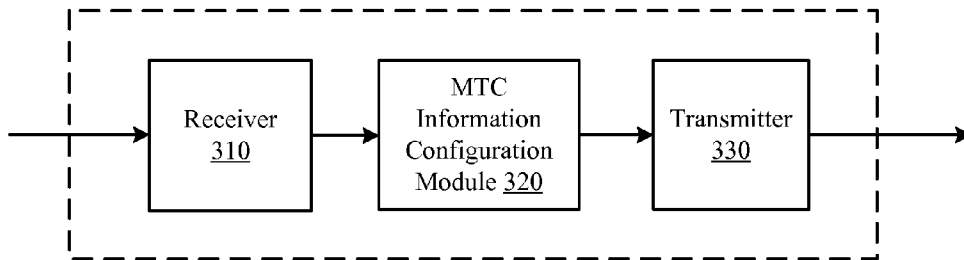 Receiver
310
MTC
Information
Configuration
Module 320
Transmitter
330